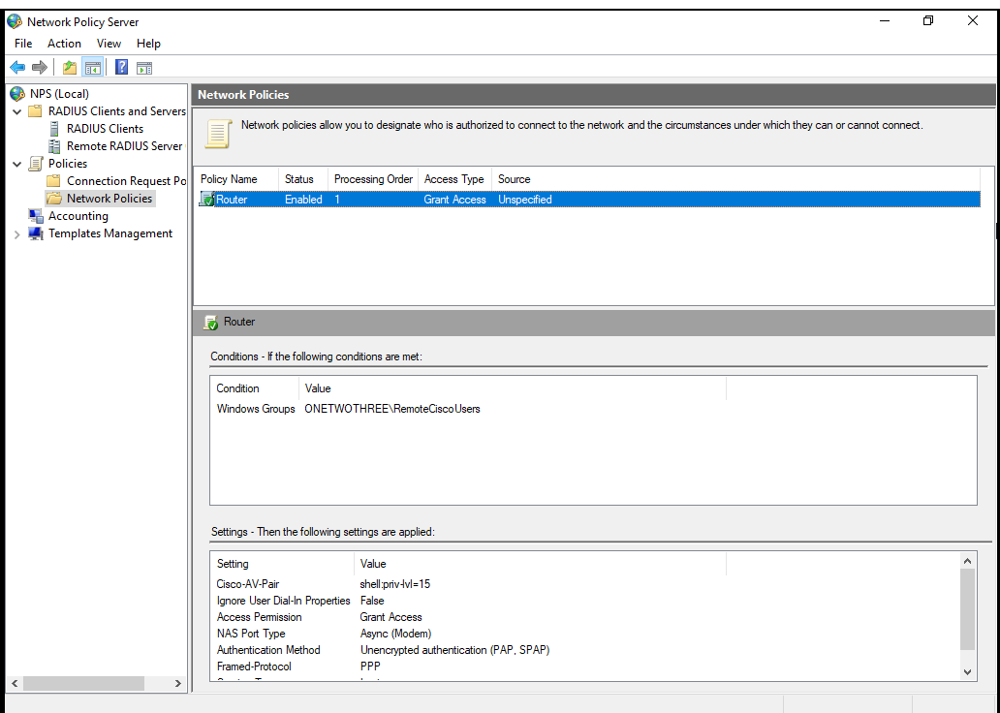 Network Policy Server
File Action View Help
NPS (Local)
RADIUS Clients and Servers
RADIUS Clients
Remote RADIUS Server
Policies
Connection Request Po
Network Policies
Accounting
Templates Management
Network Policies
Network policies allow you to designate who is authorized to connect to the network and the circumstances under which they can or cannot connect.
Policy Name Status Processing Order Access Type Source
Router Enabled 1 Grant Access Unspecified
Router
Conditions - If the following conditions are met:
Condition Value
Windows Groups ONETWOTHREE\RemoteCiscoUsers
Settings - Then the following settings are applied:
Setting Value
Cisco-AV-Pair shell:priv-lvl=15
Ignore User Dial-In Properties False
Access Permission Grant Access
NAS Port Type Async (Modem)
Authentication Method Unencrypted authentication (PAP, SPAP)
Framed-Protocol PPP